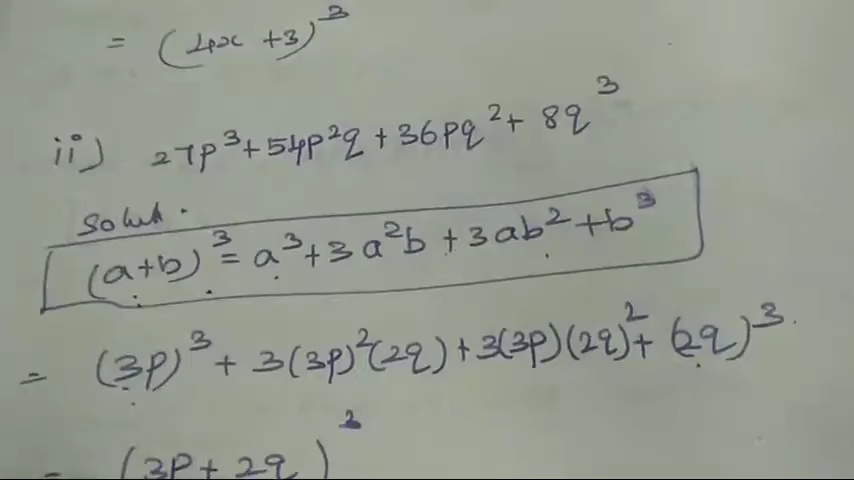 = (4x + 3)³
ii) 27p³ + 54p²q + 36pq² + 8q³
Solut.
(a+b)³ = a³ + 3a²b + 3ab² + b³
= (3p)³ + 3(3p)²(2q) + 3(3p)(2q)² + (2q)³.
= (3p + 2q)³